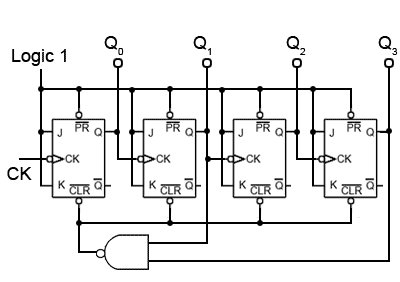 Logic 1 Q0 Q1 Q2 Q3
PR PR PR PR
J Q J Q J Q J Q
CK CK CK CK
CK
K Q K Q K Q K Q
CLR CLR CLR CLR